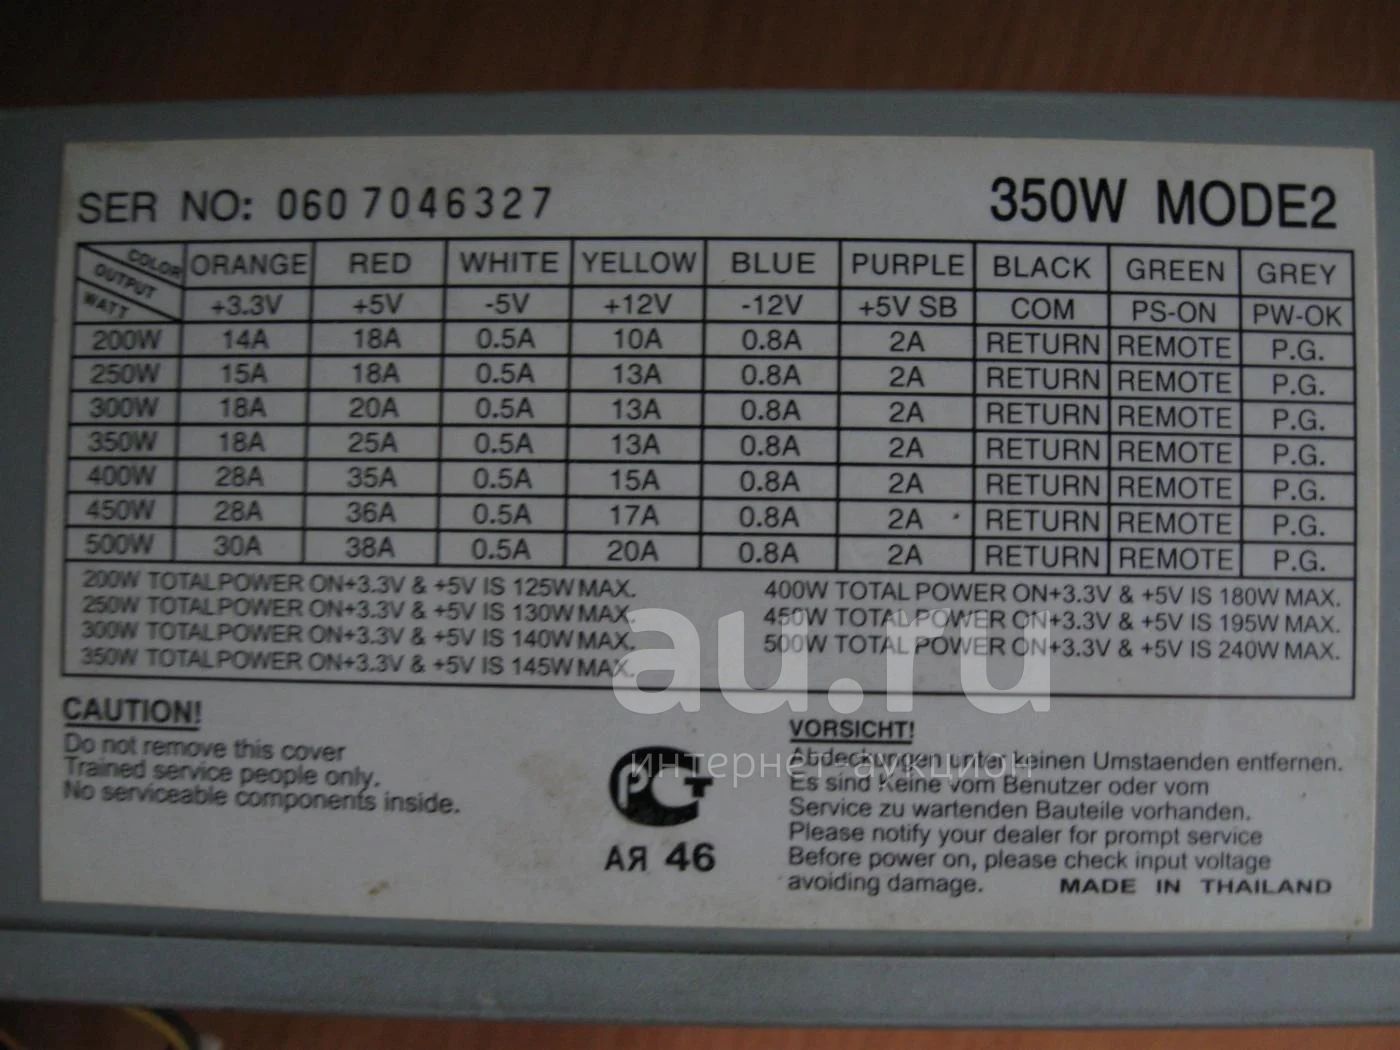 SER NO: 0607046327 350W MODE2
COLOR ORANGE RED WHITE YELLOW BLUE PURPLE BLACK GREEN GREY
OUTPUT WATT +3.3V +5V -5V +12V -12V +5V SB COM PS-ON PW-OK
200W 14A 18A 0.5A 10A 0.8A 2A RETURN REMOTE P.G.
250W 15A 18A 0.5A 13A 0.8A 2A RETURN REMOTE P.G.
300W 18A 20A 0.5A 13A 0.8A 2A RETURN REMOTE P.G.
350W 18A 25A 0.5A 13A 0.8A 2A RETURN REMOTE P.G.
400W 28A 35A 0.5A 15A 0.8A 2A RETURN REMOTE P.G.
450W 28A 36A 0.5A 17A 0.8A 2A RETURN REMOTE P.G.
500W 30A 38A 0.5A 20A 0.8A 2A RETURN REMOTE P.G.
200W TOTAL POWER ON+3.3V & +5V IS 125W MAX.
250W TOTAL POWER ON+3.3V & +5V IS 130W MAX.
300W TOTAL POWER ON+3.3V & +5V IS 140W MAX.
350W TOTAL POWER ON+3.3V & +5V IS 145W MAX.
400W TOTAL POWER ON+3.3V & +5V IS 180W MAX.
450W TOTAL POWER ON+3.3V & +5V IS 195W MAX.
500W TOTAL POWER ON+3.3V & +5V IS 240W MAX.
au.ru
интернет-аукцион
CAUTION!
Do not remove this cover
Trained service people only.
No serviceable components inside.
РСТ
АЯ 46
VORSICHT!
Abdeckungen unter keinen Umstaenden entfernen.
Es sind Keine vom Benutzer oder vom
Service zu wartenden Bauteile vorhanden.
Please notify your dealer for prompt service
Before power on, please check input voltage
avoiding damage. MADE IN THAILAND